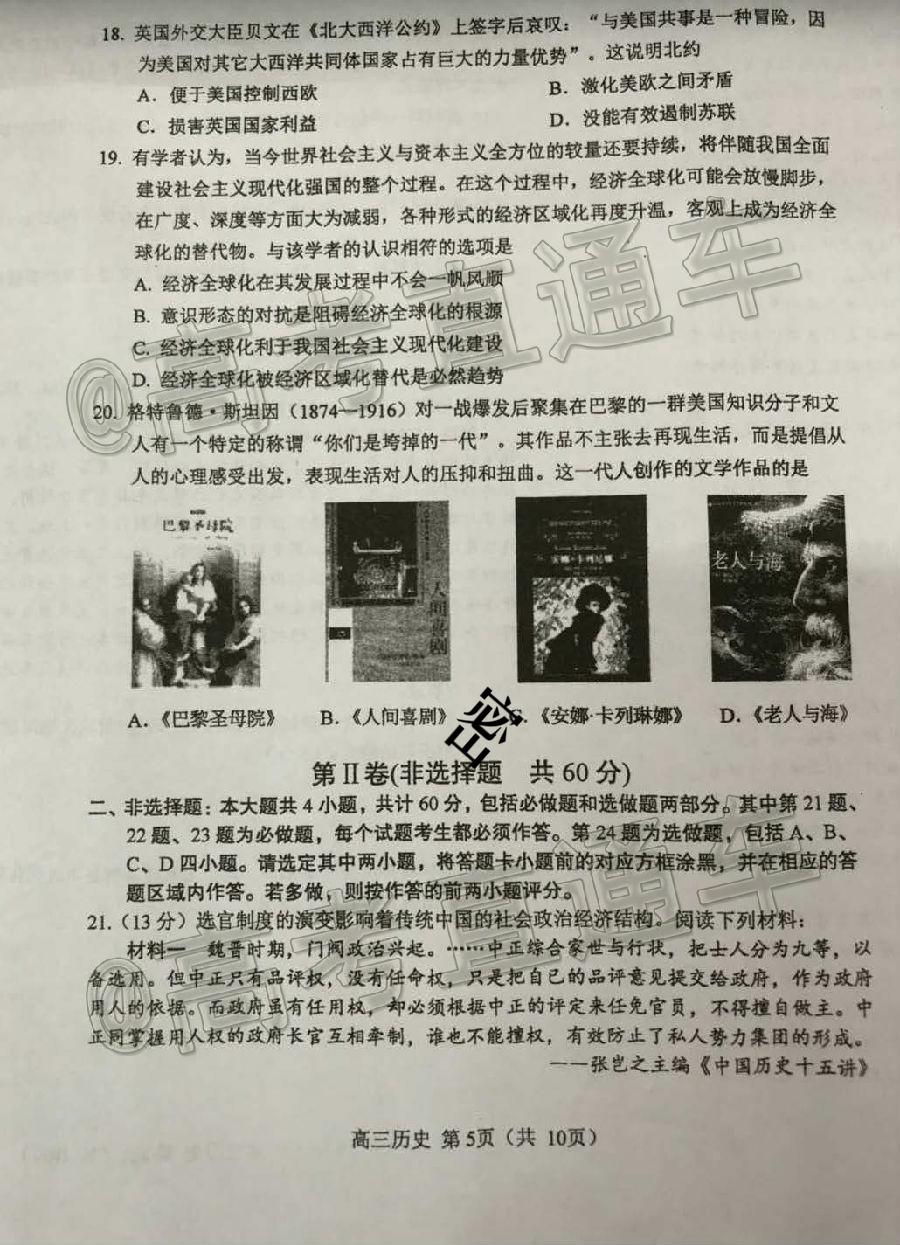 18. 英国外交大臣贝文在《北大西洋公约》上签字后哀叹：“与美国共事是一种冒险，因
为美国对其它大西洋共同体国家占有巨大的力量优势”。这说明北约
A．便于美国控制西欧 B．激化美欧之间矛盾
C．损害英国国家利益 D．没能有效遏制苏联
19. 有学者认为，当今世界社会主义与资本主义全方位的较量还要持续，将伴随我国全面
建设社会主义现代化强国的整个过程。在这个过程中，经济全球化可能会放慢脚步，
在广度、深度等方面大为减弱，各种形式的经济区域化再度升温，客观上成为经济全
球化的替代物。与该学者的认识相符的选项是
A. 经济全球化在其发展过程中不会一帆风顺
B. 意识形态的对抗是阻碍经济全球化的根源
C. 经济全球化利于我国社会主义现代化建设
D. 经济全球化被经济区域化替代是必然趋势
20. 格特鲁德·斯坦因（1874—1916）对一战爆发后聚集在巴黎的一群美国知识分子和文
人有一个特定的称谓“你们是垮掉的一代”。其作品不主张去再现生活，而是提倡从
人的心理感受出发，表现生活对人的压抑和扭曲。这一代人创作的文学作品的是
巴黎圣母院
人间喜剧
安娜·卡列尼娜
老人与海
A．《巴黎圣母院》 B．《人间喜剧》 C．《安娜·卡列琳娜》 D．《老人与海》
密
第Ⅱ卷(非选择题 共 60 分)
二、非选择题：本大题共 4 小题，共计 60 分，包括必做题和选做题两部分。其中第 21 题、
22 题、23 题为必做题，每个试题考生都必须作答。第 24 题为选做题，包括 A、B、
C、D 四小题。请选定其中两小题，将答题卡小题前的对应方框涂黑，并在相应的答
题区域内作答。若多做，则按作答的前两小题评分。
21.（13 分）选官制度的演变影响着传统中国的社会政治经济结构。阅读下列材料：
材料一 魏晋时期，门阀政治兴起。……中正综合家世与行状，把士人分为九等，以
备选用。但中正只有品评权，没有任命权，只是把自己的品评意见提交给政府，作为政府
用人的依据。而政府虽有任用权，却必须根据中正的评定来任免官员，不得擅自做主。中
正同掌握用人权的政府长官互相牵制，谁也不能擅权，有效防止了私人势力集团的形成。
——张岂之主编《中国历史十五讲》
高三历史 第 5页（共 10页）
@高考直通车
@高考直通车